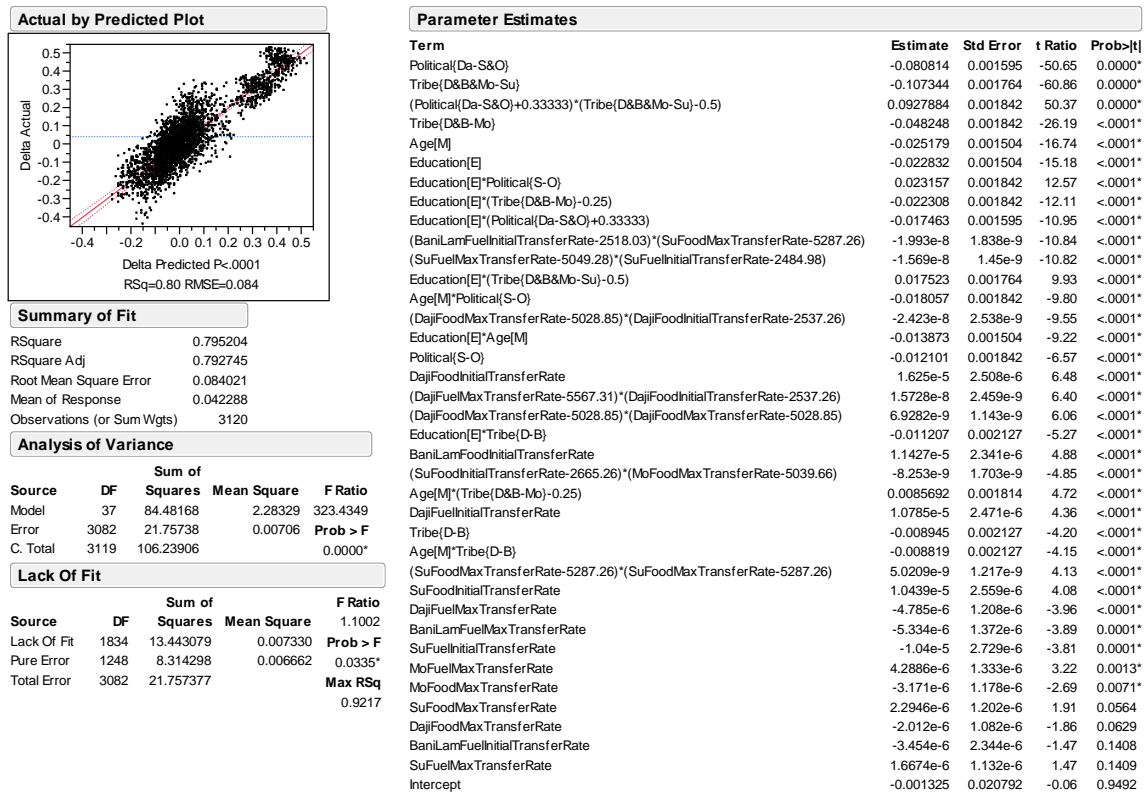 Actual by Predicted Plot
0.5
0.4
0.3
0.2
0.1
0
-0.1
-0.2
-0.3
-0.4
Delta Actual
-0.4 -0.2 0.0 0.1 0.2 0.3 0.4 0.5
Delta Predicted P<.0001
RSq=0.80 RMSE=0.084
Summary of Fit
RSquare 0.795204
RSquare Adj 0.792745
Root Mean Square Error 0.084021
Mean of Response 0.042288
Observations (or Sum Wgts) 3120
Analysis of Variance
Sum of
Source DF Squares Mean Square F Ratio
Model 37 84.48168 2.28329 323.4349
Error 3082 21.75738 0.00706 Prob > F
C. Total 3119 106.23906 0.0000*
Lack Of Fit
Sum of F Ratio
Source DF Squares Mean Square 1.1002
Lack Of Fit 1834 13.443079 0.007330 Prob > F
Pure Error 1248 8.314298 0.006662 0.0335*
Total Error 3082 21.757377 Max RSq
0.9217
Parameter Estimates
Term Estimate Std Error t Ratio Prob>|t|
Political{Da-S&O} -0.080814 0.001595 -50.65 0.0000*
Tribe{D&B&Mo-Su} -0.107344 0.001764 -60.86 0.0000*
(Political{Da-S&O}+0.33333)*(Tribe{D&B&Mo-Su}-0.5) 0.0927884 0.001842 50.37 0.0000*
Tribe{D&B-Mo} -0.048248 0.001842 -26.19 <.0001*
Age[M] -0.025179 0.001504 -16.74 <.0001*
Education[E] -0.022832 0.001504 -15.18 <.0001*
Education[E]*Political{S-O} 0.023157 0.001842 12.57 <.0001*
Education[E]*(Tribe{D&B-Mo}-0.25) -0.022308 0.001842 -12.11 <.0001*
Education[E]*(Political{Da-S&O}+0.33333) -0.017463 0.001595 -10.95 <.0001*
(BaniLamFuelInitialTransferRate-2518.03)*(SuFoodMaxTransferRate-5287.26) -1.993e-8 1.838e-9 -10.84 <.0001*
(SuFuelMaxTransferRate-5049.28)*(SuFuelInitialTransferRate-2484.98) -1.569e-8 1.45e-9 -10.82 <.0001*
Education[E]*(Tribe{D&B&Mo-Su}-0.5) 0.017523 0.001764 9.93 <.0001*
Age[M]*Political{S-O} -0.018057 0.001842 -9.80 <.0001*
(DajiFoodMaxTransferRate-5028.85)*(DajiFoodInitialTransferRate-2537.26) -2.423e-8 2.538e-9 -9.55 <.0001*
Education[E]*Age[M] -0.013873 0.001504 -9.22 <.0001*
Political{S-O} -0.012101 0.001842 -6.57 <.0001*
DajiFoodInitialTransferRate 1.625e-5 2.508e-6 6.48 <.0001*
(DajiFuelMaxTransferRate-5567.31)*(DajiFoodInitialTransferRate-2537.26) 1.5728e-8 2.459e-9 6.40 <.0001*
(DajiFoodMaxTransferRate-5028.85)*(DajiFoodMaxTransferRate-5028.85) 6.9282e-9 1.143e-9 6.06 <.0001*
Education[E]*Tribe{D-B} -0.011207 0.002127 -5.27 <.0001*
BaniLamFoodInitialTransferRate 1.1427e-5 2.341e-6 4.88 <.0001*
(SuFoodInitialTransferRate-2665.26)*(MoFoodMaxTransferRate-5039.66) -8.253e-9 1.703e-9 -4.85 <.0001*
Age[M]*(Tribe{D&B-Mo}-0.25) 0.0085692 0.001814 4.72 <.0001*
DajiFuelInitialTransferRate 1.0785e-5 2.471e-6 4.36 <.0001*
Tribe{D-B} -0.008945 0.002127 -4.20 <.0001*
Age[M]*Tribe{D-B} -0.008819 0.002127 -4.15 <.0001*
(SuFoodMaxTransferRate-5287.26)*(SuFoodMaxTransferRate-5287.26) 5.0209e-9 1.217e-9 4.13 <.0001*
SuFoodInitialTransferRate 1.0439e-5 2.559e-6 4.08 <.0001*
DajiFuelMaxTransferRate -4.785e-6 1.208e-6 -3.96 <.0001*
BaniLamFuelMaxTransferRate -5.334e-6 1.372e-6 -3.89 0.0001*
SuFuelInitialTransferRate -1.04e-5 2.729e-6 -3.81 0.0001*
MoFuelMaxTransferRate 4.2886e-6 1.333e-6 3.22 0.0013*
MoFoodMaxTransferRate -3.171e-6 1.178e-6 -2.69 0.0071*
SuFoodMaxTransferRate 2.2946e-6 1.202e-6 1.91 0.0564
DajiFoodMaxTransferRate -2.012e-6 1.082e-6 -1.86 0.0629
BaniLamFuelInitialTransferRate -3.454e-6 2.344e-6 -1.47 0.1408
SuFuelMaxTransferRate 1.6674e-6 1.132e-6 1.47 0.1409
Intercept -0.001325 0.020792 -0.06 0.9492